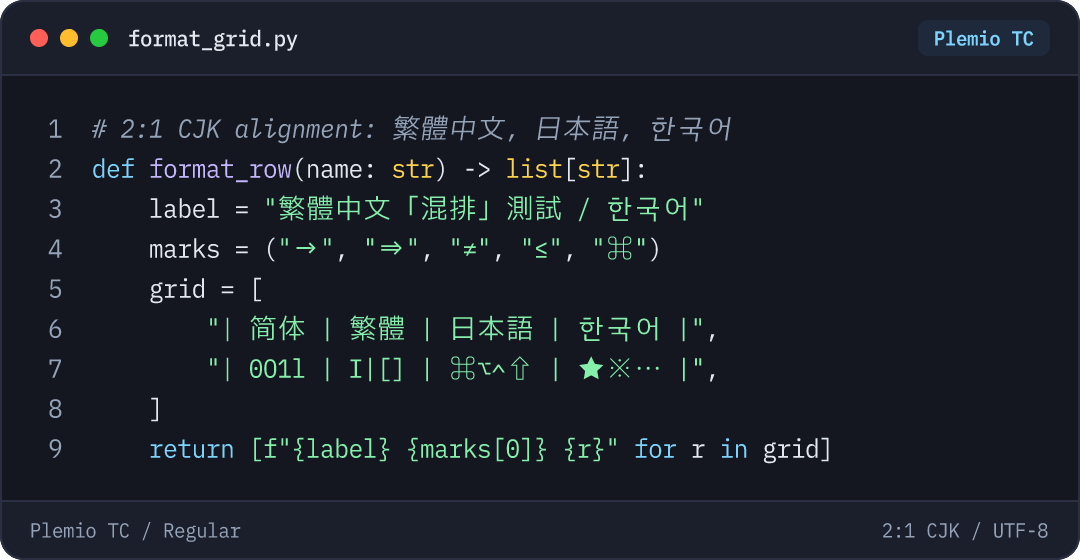 format_grid.py
Plemio TC
1 # 2:1 CJK alignment: 繁體中文, 日本語, 한국어
2 def format_row(name: str) -> list[str]:
3     label = "繁體中文「混排」測試 / 한국어"
4     marks = ("→", "⇒", "≠", "≤", "⌘")
5     grid = [
6         "| 简体 | 繁體 | 日本語 | 한국어 |",
7         "| 0O1l | I|[] | ⌘⌥⌃⇧ | ★※… |",
8     ]
9     return [f"{label} {marks[0]} {r}" for r in grid]
Plemio TC / Regular
2:1 CJK / UTF-8